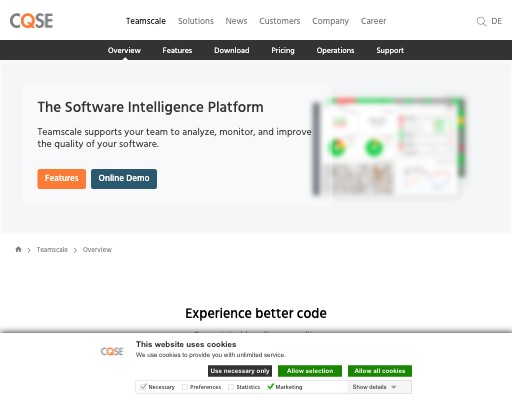 CQSE
Teamscale Solutions News Customers Company Career
DE
Overview Features Download Pricing Operations Support
The Software Intelligence Platform
Teamscale supports your team to analyze, monitor, and improve
the quality of your software.
Features Online Demo
Teamscale Overview
Experience better code
CQSE
This website uses cookies
We use cookies to provide you with unlimited service.
Use necessary only Allow selection Allow all cookies
Necessary Preferences Statistics Marketing Show details